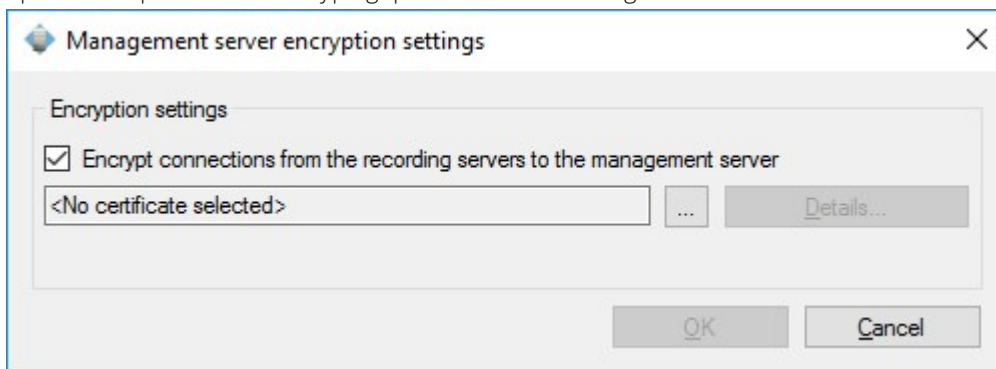 Management server encryption settings
Encryption settings
Encrypt connections from the recording servers to the management server
<No certificate selected>
...
Details...
OK
Cancel